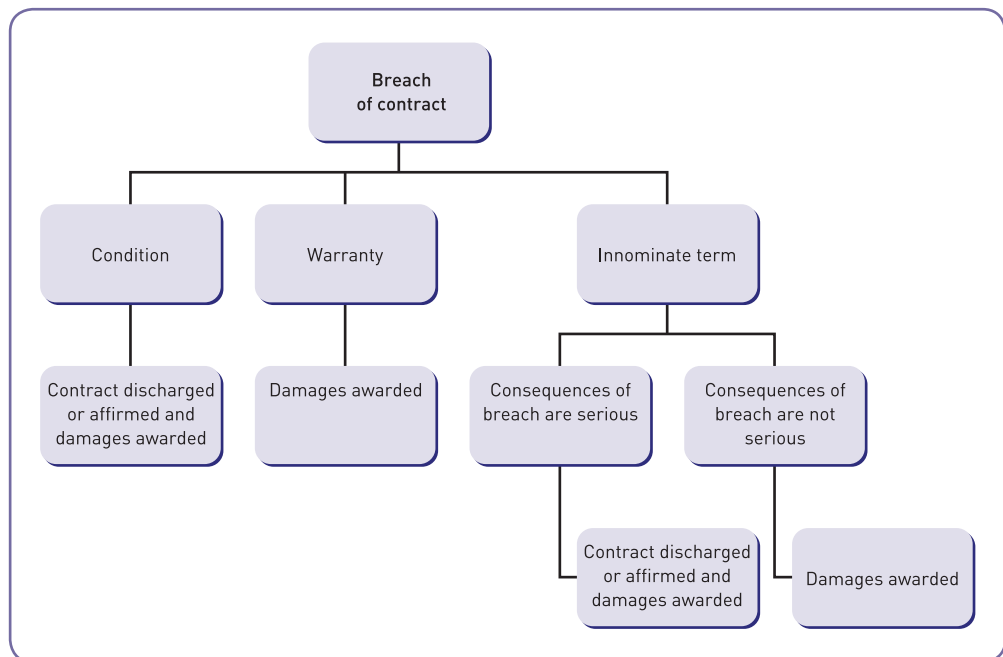 Breach
of contract
Condition
Warranty
Innominate term
Contract discharged
or affirmed and
damages awarded
Damages awarded
Consequences of
breach are serious
Consequences of
breach are not
serious
Contract discharged
or affirmed and
damages awarded
Damages awarded